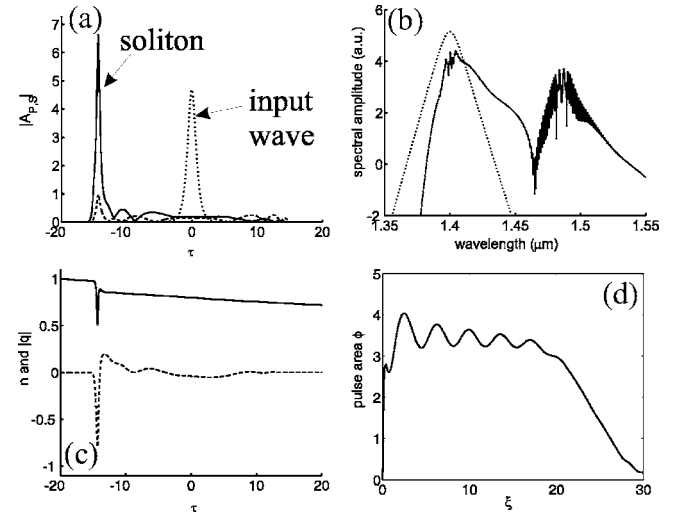 (a)
soliton
input
wave
|A_P,S|
7
6
5
4
3
2
1
0
-20 -10 0 10 20
τ
(b)
spectral amplitude (a.u.)
6
4
2
0
-2
1.35 1.4 1.45 1.5 1.55
wavelength (μm)
(c)
n and |q|
1
0.5
0
-0.5
-1
-20 -10 0 10 20
τ
(d)
pulse area ϕ
5
4
3
2
1
0
0 10 20 30
ξ